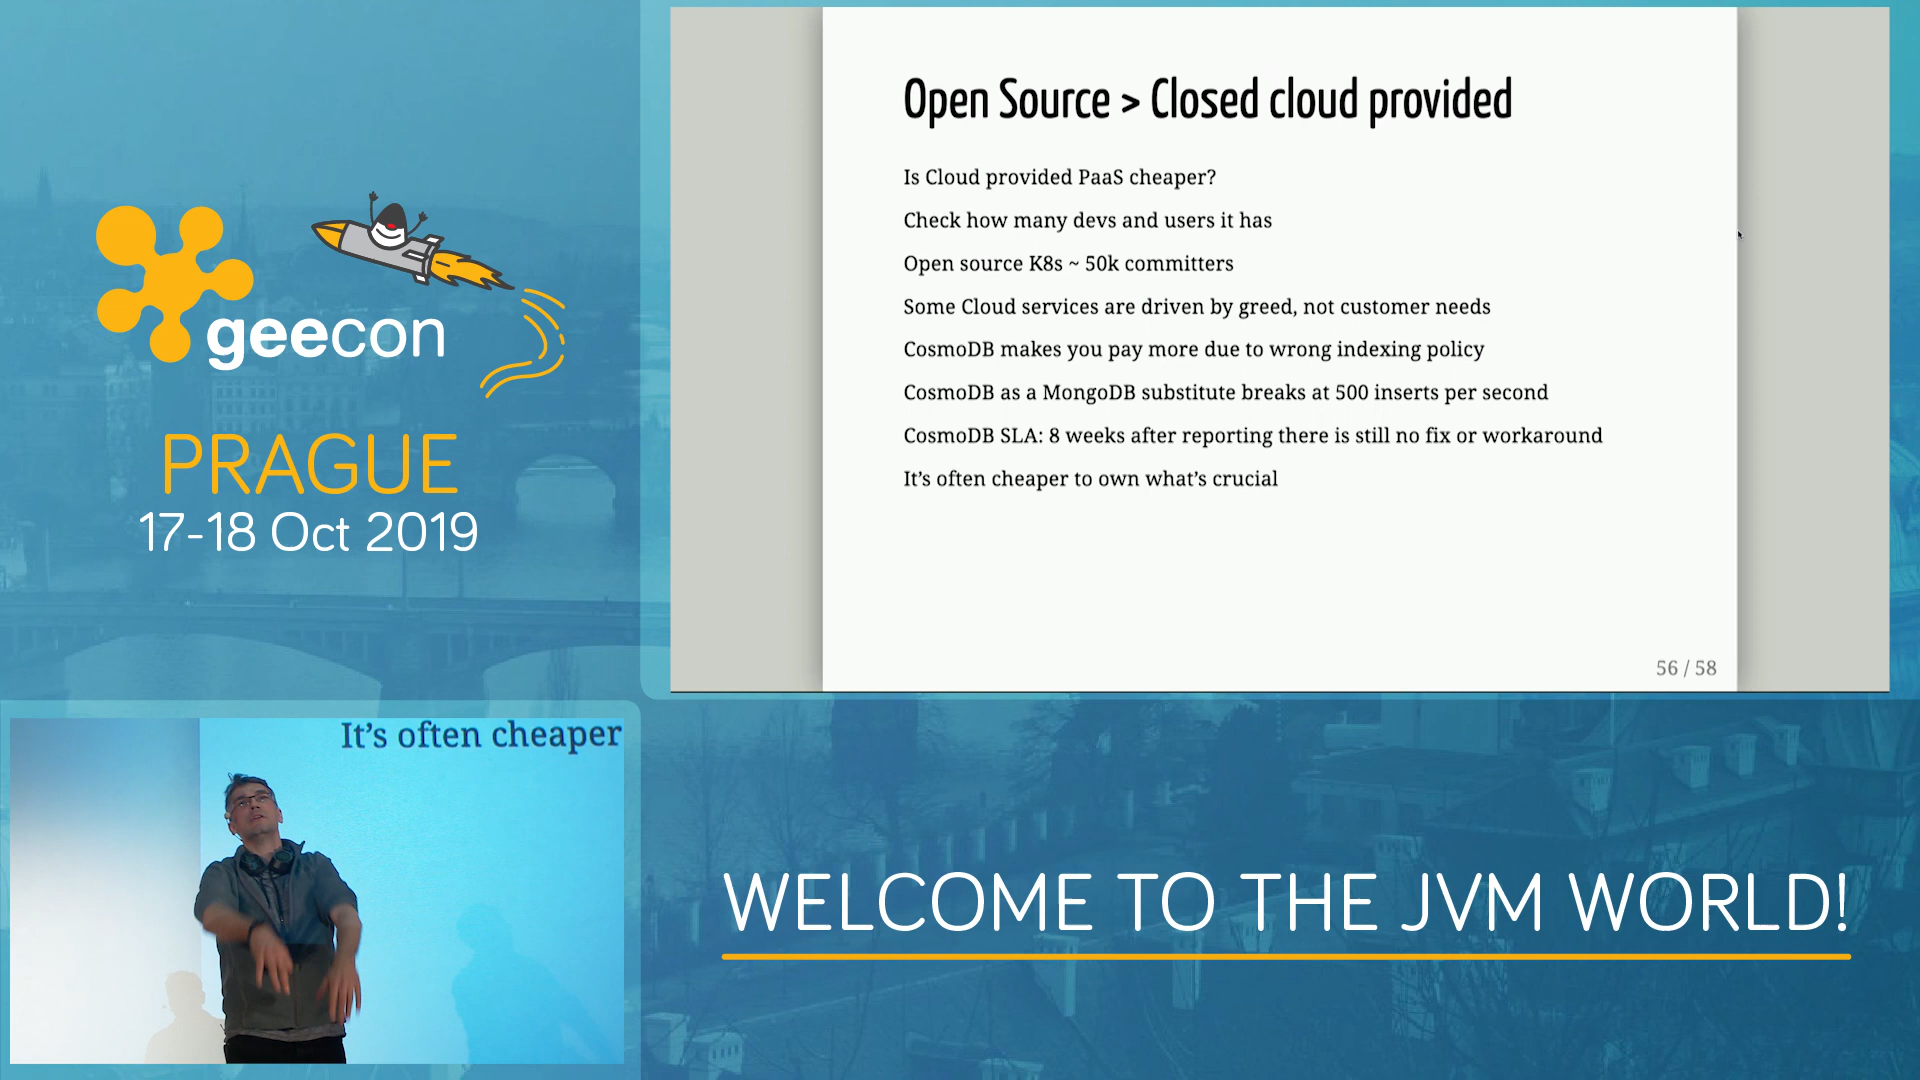 geecon
PRAGUE
17-18 Oct 2019
Open Source > Closed cloud provided
Is Cloud provided PaaS cheaper?
Check how many devs and users it has
Open source K8s ~ 50k committers
Some Cloud services are driven by greed, not customer needs
CosmoDB makes you pay more due to wrong indexing policy
CosmoDB as a MongoDB substitute breaks at 500 inserts per second
CosmoDB SLA: 8 weeks after reporting there is still no fix or workaround
It’s often cheaper to own what’s crucial
56 / 58
It’s often cheaper
WELCOME TO THE JVM WORLD!